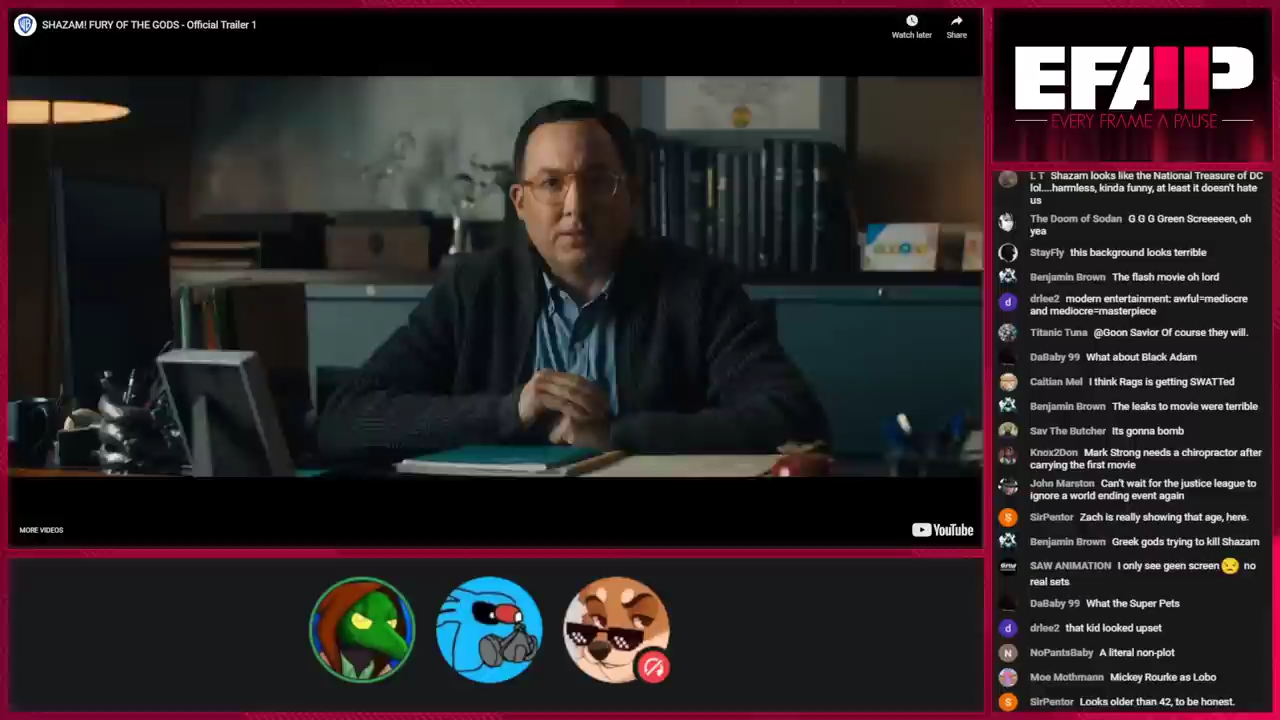 SHAZAM! FURY OF THE GODS - Official Trailer 1
Watch later
Share
MORE VIDEOS
YouTube
EFAP
EVERY FRAME A PAUSE
L T Shazam looks like the National Treasure of DC
lol....harmless, kinda funny, at least it doesn't hate
us
The Doom of Sodan G G G Green Screeeeen, oh
yea
StayFly this background looks terrible
Benjamin Brown The flash movie oh lord
drlee2 modern entertainment: awful=mediocre
and mediocre=masterpiece
Titanic Tuna @Goon Savior Of course they will.
DaBaby 99 What about Black Adam
Caitian Mel I think Rags is getting SWATTed
Benjamin Brown The leaks to movie were terrible
Sav The Butcher Its gonna bomb
Knox2Don Mark Strong needs a chiropractor after
carrying the first movie
John Marston Can't wait for the justice league to
ignore a world ending event again
SirPentor Zach is really showing that age, here.
Benjamin Brown Greek gods trying to kill Shazam
SAW ANIMATION I only see geen screen😔 no
real sets
DaBaby 99 What the Super Pets
drlee2 that kid looked upset
NoPantsBaby A literal non-plot
Moe Mothmann Mickey Rourke as Lobo
SirPentor Looks older than 42, to be honest.